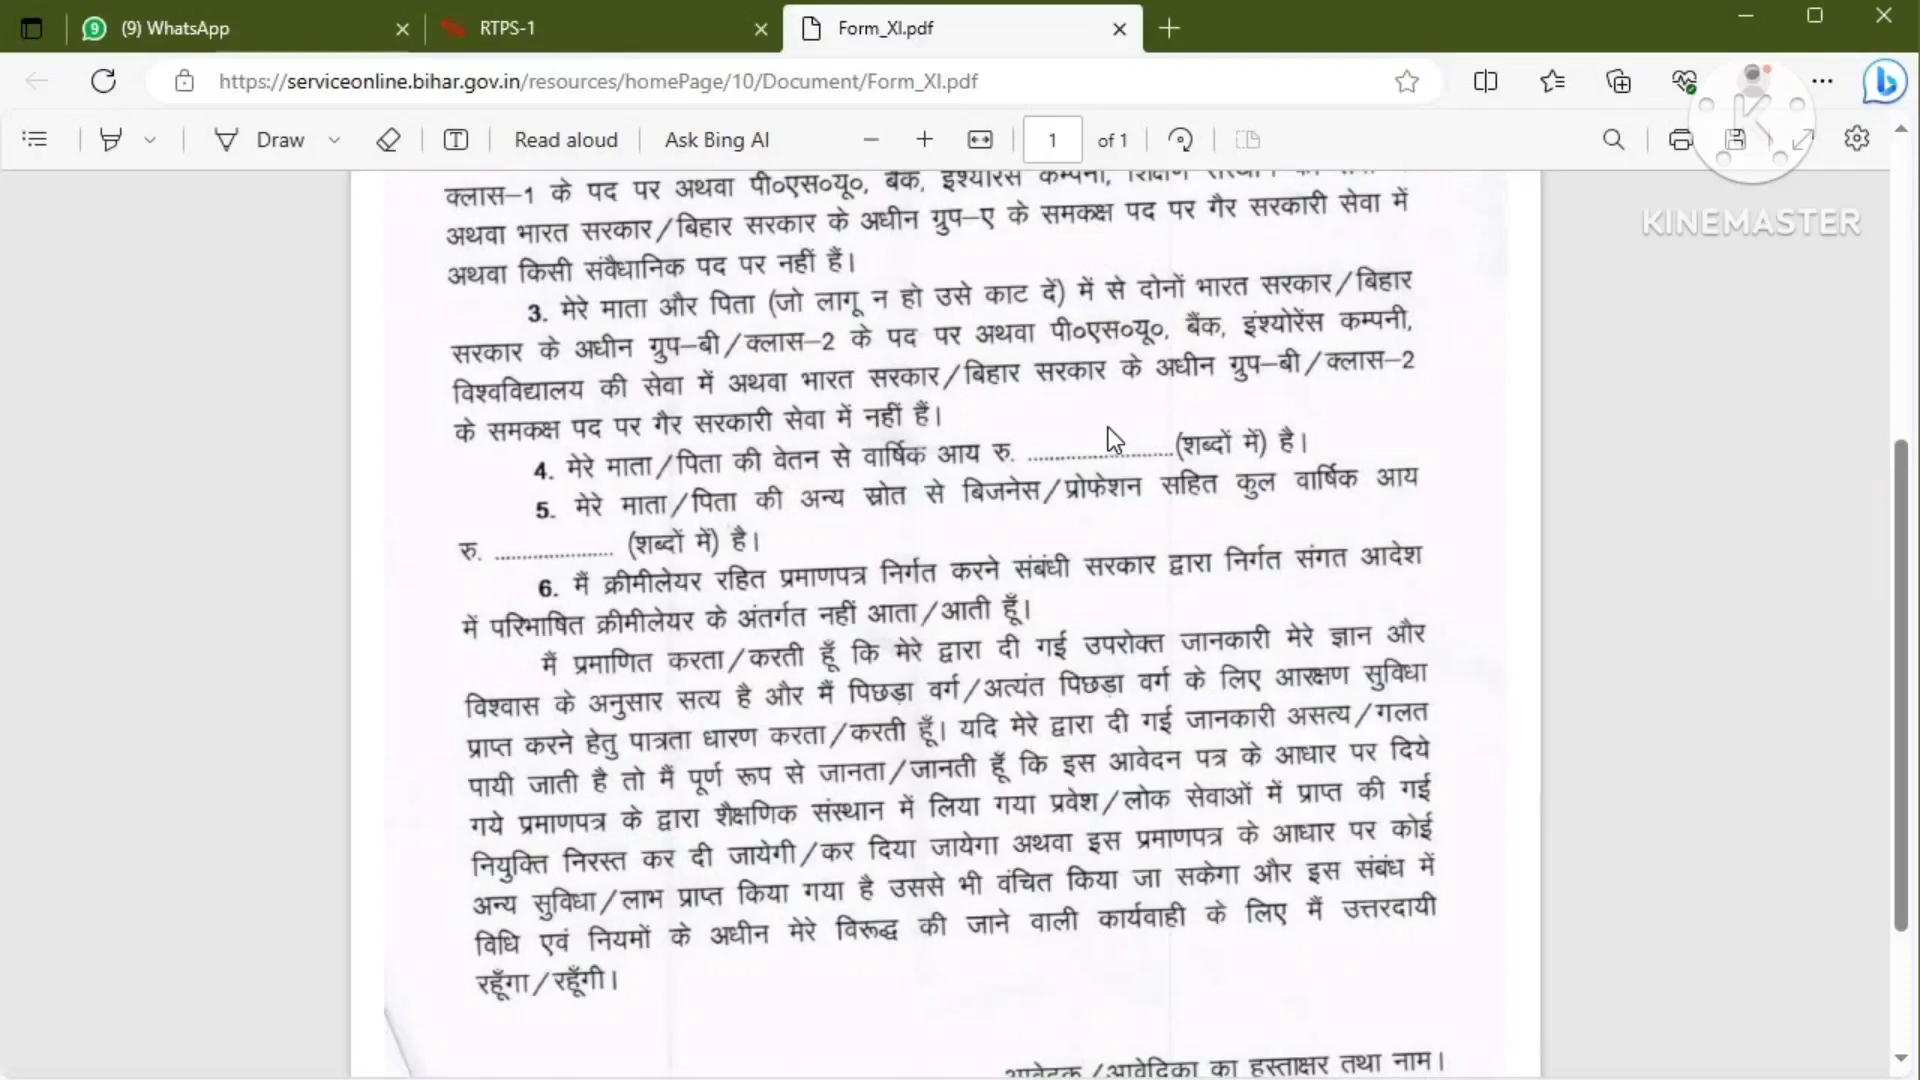 (9) WhatsApp
RTPS-1
Form_XI.pdf
https://serviceonline.bihar.gov.in/resources/homePage/10/Document/Form_XI.pdf
Draw
Read aloud
Ask Bing AI
1 of 1
KINEMASTER
क्लास-1 के पद पर अथवा पी०एस०यू०, बैंक, इंश्योरेंस कम्पनी,
अथवा भारत सरकार/बिहार सरकार के अधीन ग्रुप-ए के समकक्ष पद पर गैर सरकारी सेवा में
अथवा किसी संवैधानिक पद पर नहीं हैं।
3. मेरे माता और पिता (जो लागू न हो उसे काट दें) में से दोनों भारत सरकार/बिहार
सरकार के अधीन ग्रुप-बी/क्लास-2 के पद पर अथवा पी०एस०यू०, बैंक, इंश्योरेंस कम्पनी,
विश्वविद्यालय की सेवा में अथवा भारत सरकार/बिहार सरकार के अधीन ग्रुप-बी/क्लास-2
के समकक्ष पद पर गैर सरकारी सेवा में नहीं हैं।
4. मेरे माता/पिता की वेतन से वार्षिक आय रु. ........................(शब्दों में) है।
5. मेरे माता/पिता की अन्य स्रोत से बिजनेस/प्रोफेशन सहित कुल वार्षिक आय
रु. ..................... (शब्दों में) है।
6. मैं क्रीमीलेयर रहित प्रमाणपत्र निर्गत करने संबंधी सरकार द्वारा निर्गत संगत आदेश
में परिभाषित क्रीमीलेयर के अंतर्गत नहीं आता/आती हूँ।
मैं प्रमाणित करता/करती हूँ कि मेरे द्वारा दी गई उपरोक्त जानकारी मेरे ज्ञान और
विश्वास के अनुसार सत्य है और मैं पिछड़ा वर्ग/अत्यंत पिछड़ा वर्ग के लिए आरक्षण सुविधा
प्राप्त करने हेतु पात्रता धारण करता/करती हूँ। यदि मेरे द्वारा दी गई जानकारी असत्य/गलत
पायी जाती है तो मैं पूर्ण रूप से जानता/जानती हूँ कि इस आवेदन पत्र के आधार पर दिये
गये प्रमाणपत्र के द्वारा शैक्षणिक संस्थान में लिया गया प्रवेश/लोक सेवाओं में प्राप्त की गई
नियुक्ति निरस्त कर दी जायेगी/कर दिया जायेगा अथवा इस प्रमाणपत्र के आधार पर कोई
अन्य सुविधा/लाभ प्राप्त किया गया है उससे भी वंचित किया जा सकेगा और इस संबंध में
विधि एवं नियमों के अधीन मेरे विरूद्ध की जाने वाली कार्यवाही के लिए मैं उत्तरदायी
रहूँगा/रहूँगी।
आवेदक/आवेदिका का हस्ताक्षर तथा नाम।